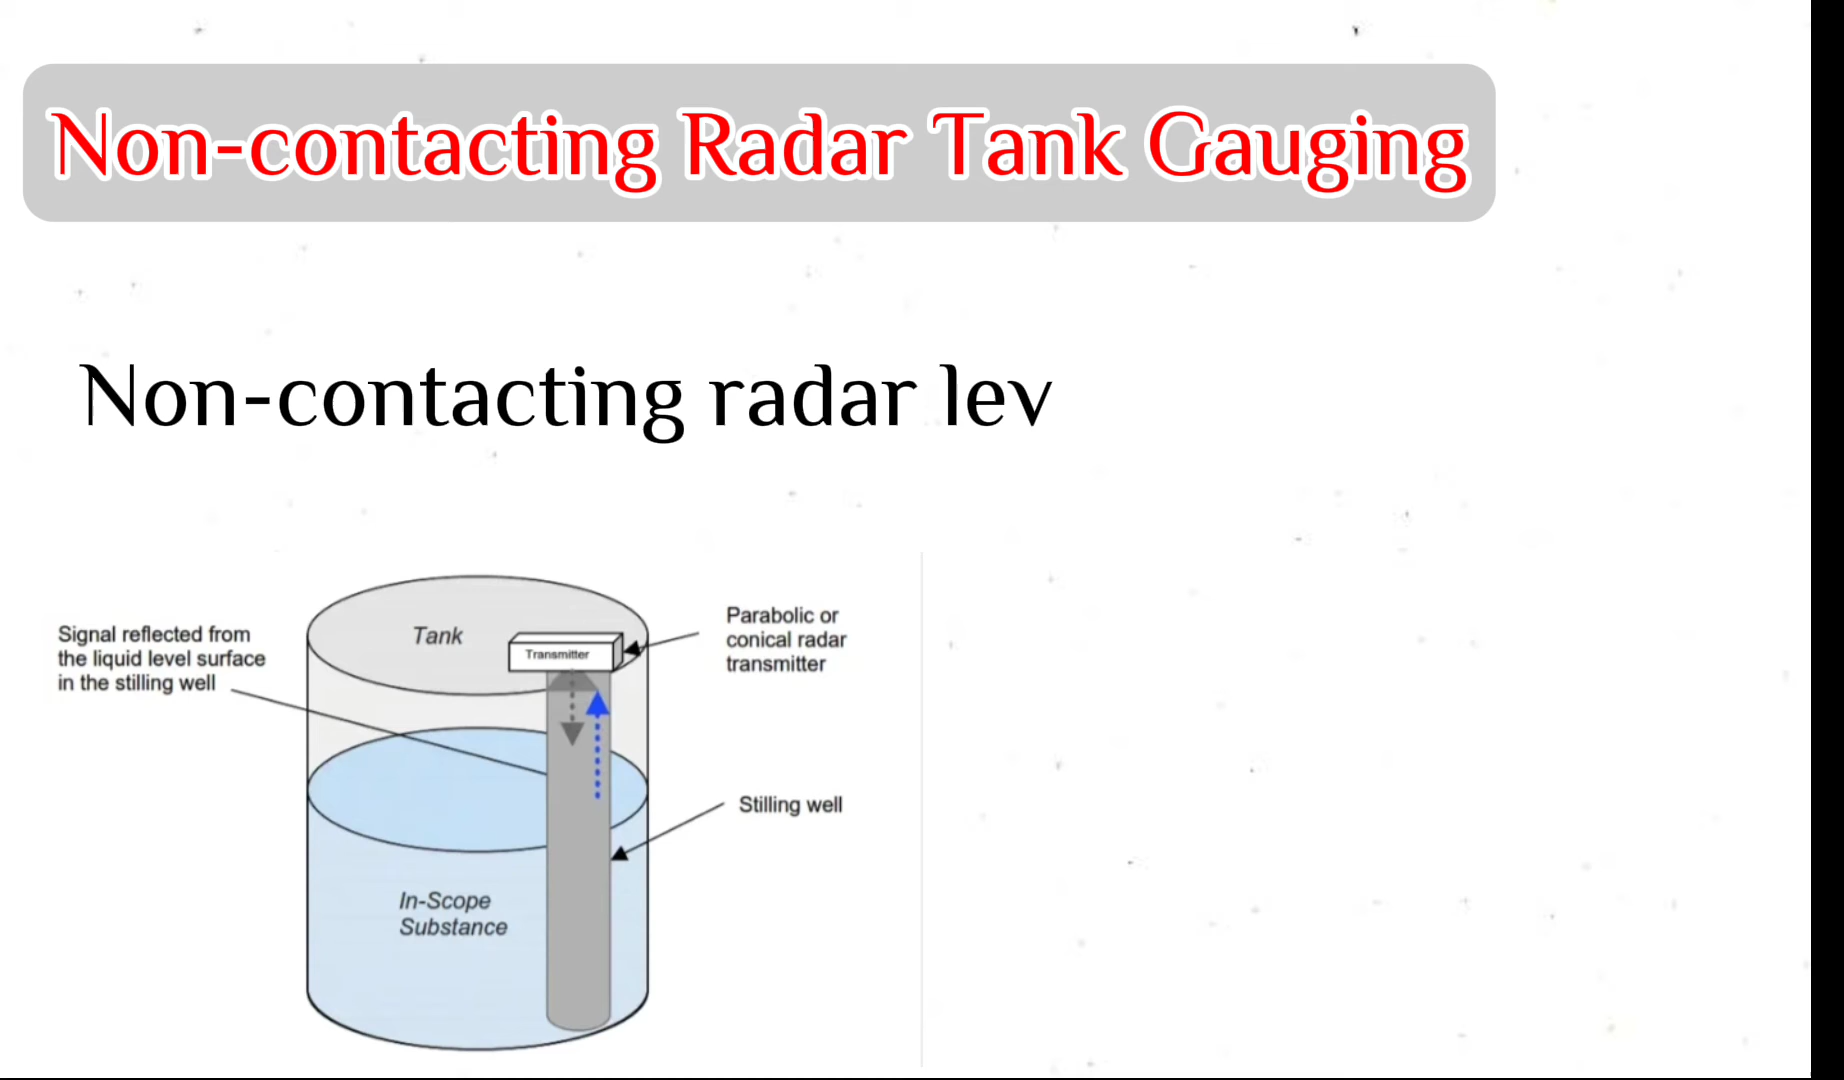 Non-contacting Radar Tank Gauging
Non-contacting radar lev
Signal reflected from
the liquid level surface
in the stilling well
Tank
Transmitter
Parabolic or
conical radar
transmitter
Stilling well
In-Scope
Substance